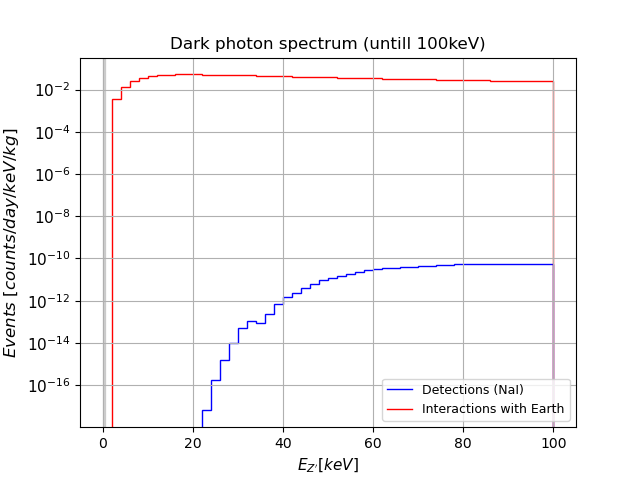 Dark photon spectrum (untill 100keV)
Events [counts/day/keV/kg]
10⁻²
10⁻⁴
10⁻⁶
10⁻⁸
10⁻¹⁰
10⁻¹²
10⁻¹⁴
10⁻¹⁶
Detections (NaI)
Interactions with Earth
0 20 40 60 80 100
E_Z′[keV]